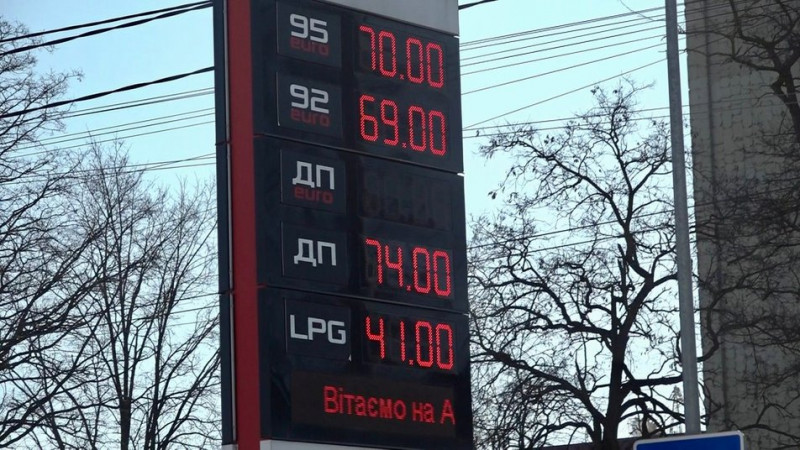 95 70.00
euro
92 69.00
euro
ДП
euro
ДП 74.00
LPG 41.00
Вітаємо на А